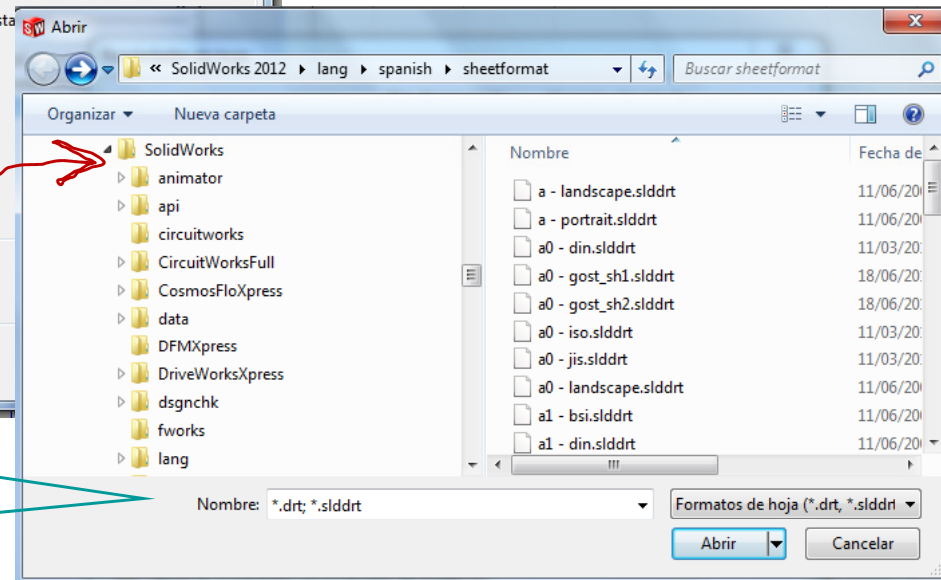 sta
Abrir
« SolidWorks 2012 ▸ lang ▸ spanish ▸ sheetformat
Buscar sheetformat
Organizar
Nueva carpeta
SolidWorks
animator
api
circuitworks
CircuitWorksFull
CosmosFloXpress
data
DFMXpress
DriveWorksXpress
dsgnchk
fworks
lang
Nombre Fecha de
a - landscape.slddrt 11/06/20
a - portrait.slddrt 11/06/20
a0 - din.slddrt 11/03/20
a0 - gost_sh1.slddrt 18/06/20
a0 - gost_sh2.slddrt 18/06/20
a0 - iso.slddrt 11/03/20
a0 - jis.slddrt 11/03/20
a0 - landscape.slddrt 11/06/20
a1 - bsi.slddrt 11/06/20
a1 - din.slddrt 11/06/20
Nombre: *.drt; *.slddrt
Formatos de hoja (*.drt, *.slddrt
Abrir
Cancelar